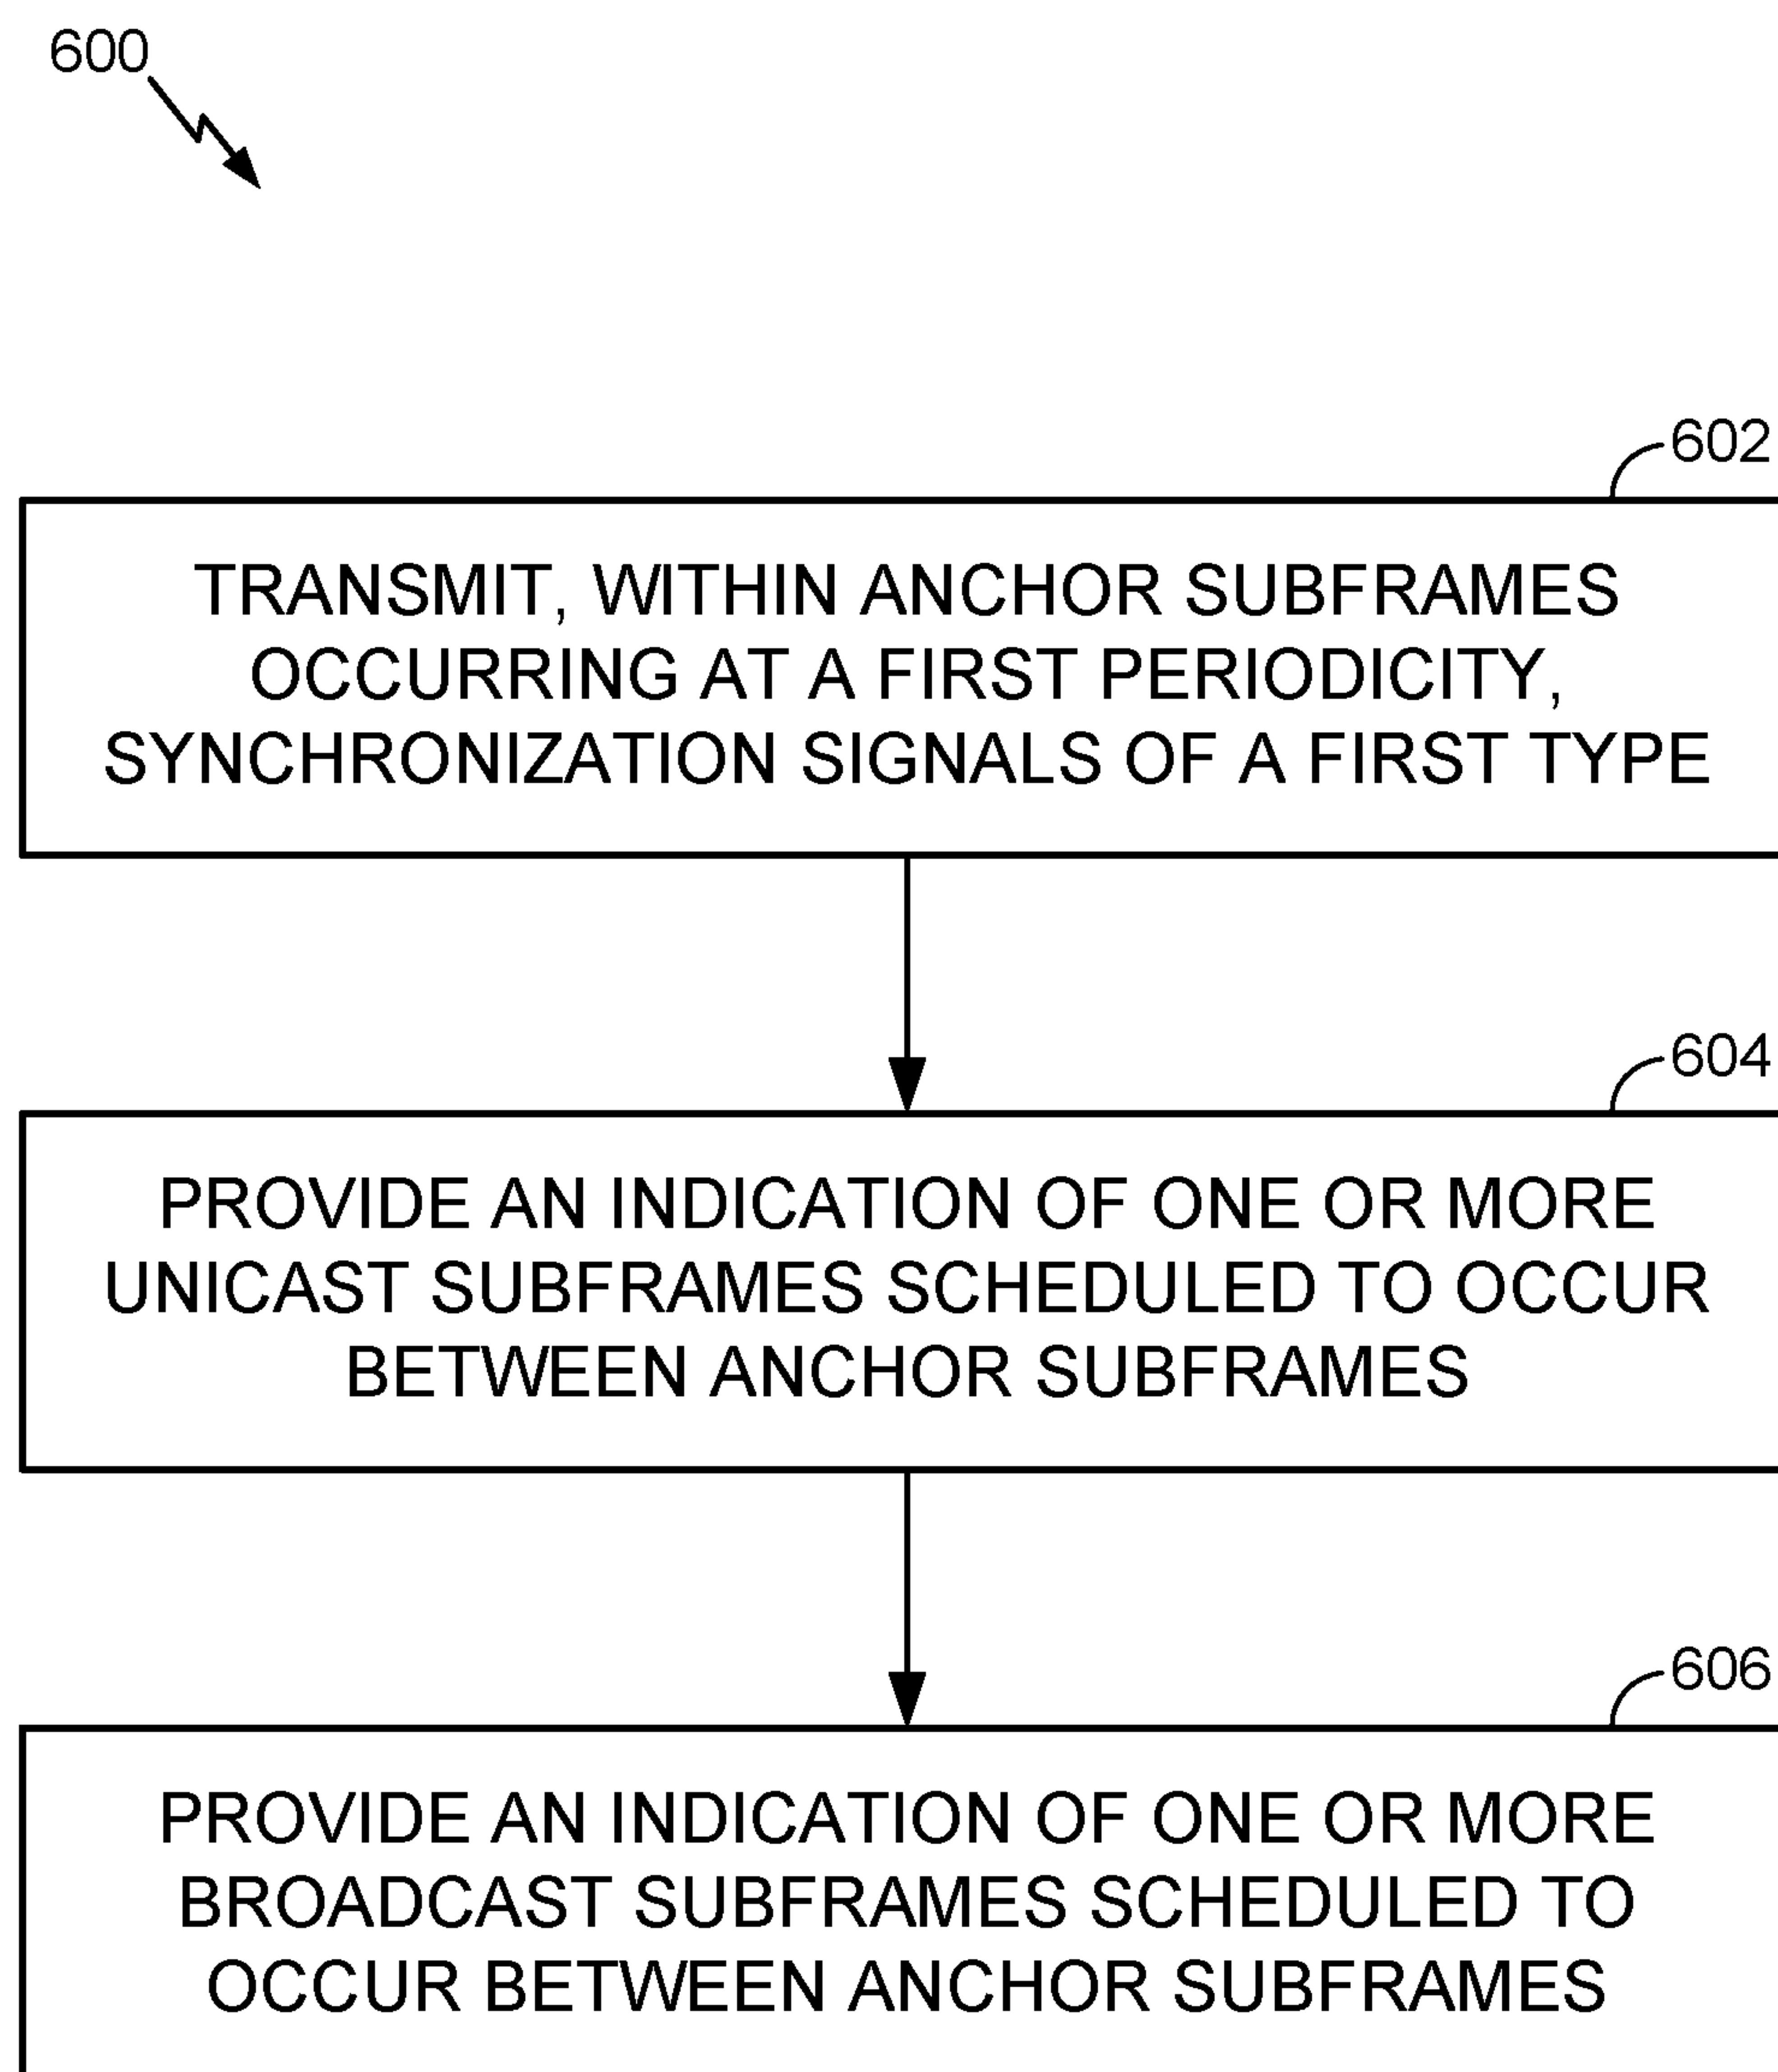 600
602
TRANSMIT, WITHIN ANCHOR SUBFRAMES
OCCURRING AT A FIRST PERIODICITY,
SYNCHRONIZATION SIGNALS OF A FIRST TYPE
604
PROVIDE AN INDICATION OF ONE OR MORE
UNICAST SUBFRAMES SCHEDULED TO OCCUR
BETWEEN ANCHOR SUBFRAMES
606
PROVIDE AN INDICATION OF ONE OR MORE
BROADCAST SUBFRAMES SCHEDULED TO
OCCUR BETWEEN ANCHOR SUBFRAMES